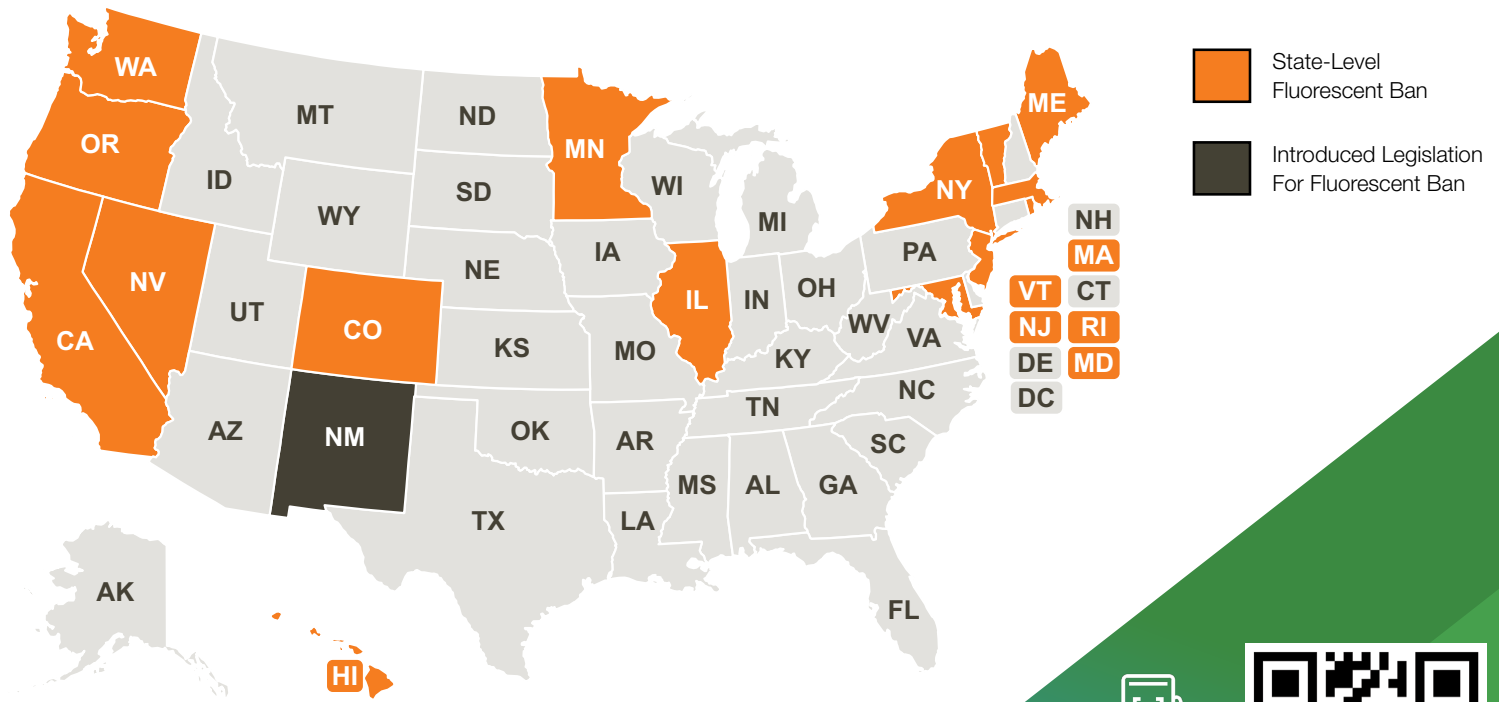 WA
MT
ND
MN
ME
OR
ID
SD
WI
NY
WY
MI
NH
IA
PA
MA
NV
NE
VT CT
UT
IL
IN
OH
CA
CO
NJ RI
KS
MO
WV
VA
KY
DE MD
NC
DC
AZ
NM
OK
TN
AR
SC
MS
AL
GA
TX
LA
AK
FL
HI
State-Level
Fluorescent Ban
Introduced Legislation
For Fluorescent Ban